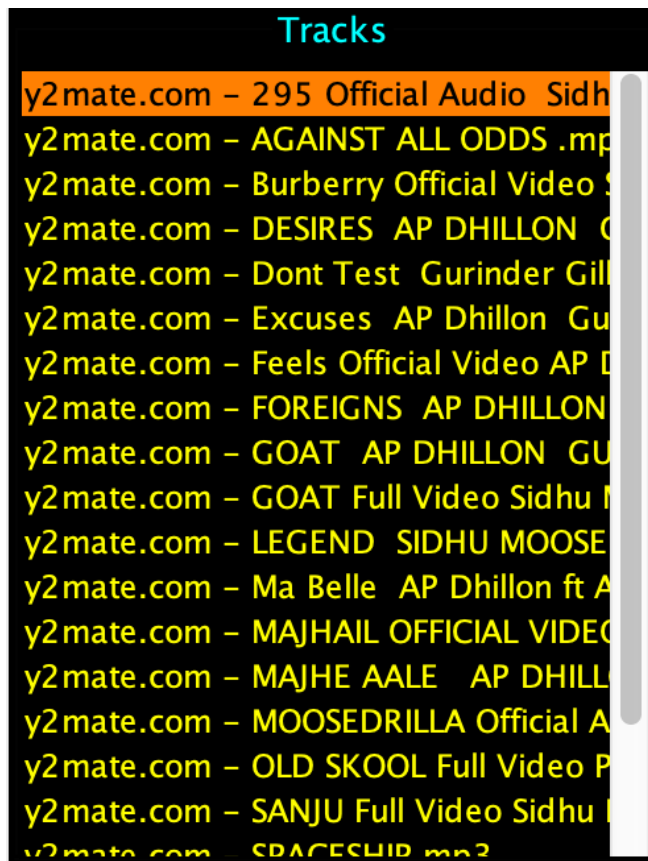 Tracks
y2mate.com – 295 Official Audio  Sidh
y2mate.com – AGAINST ALL ODDS .mp
y2mate.com – Burberry Official Video
y2mate.com – DESIRES  AP DHILLON
y2mate.com – Dont Test  Gurinder Gill
y2mate.com – Excuses  AP Dhillon  Gu
y2mate.com – Feels Official Video AP
y2mate.com – FOREIGNS  AP DHILLON
y2mate.com – GOAT  AP DHILLON  GU
y2mate.com – GOAT Full Video Sidhu
y2mate.com – LEGEND  SIDHU MOOSE
y2mate.com – Ma Belle  AP Dhillon ft A
y2mate.com – MAJHAIL OFFICIAL VIDEO
y2mate.com – MAJHE AALE   AP DHILL
y2mate.com – MOOSEDRILLA Official A
y2mate.com – OLD SKOOL Full Video P
y2mate.com – SANJU Full Video Sidhu
y2mate.com – SPACESHIP.mp3